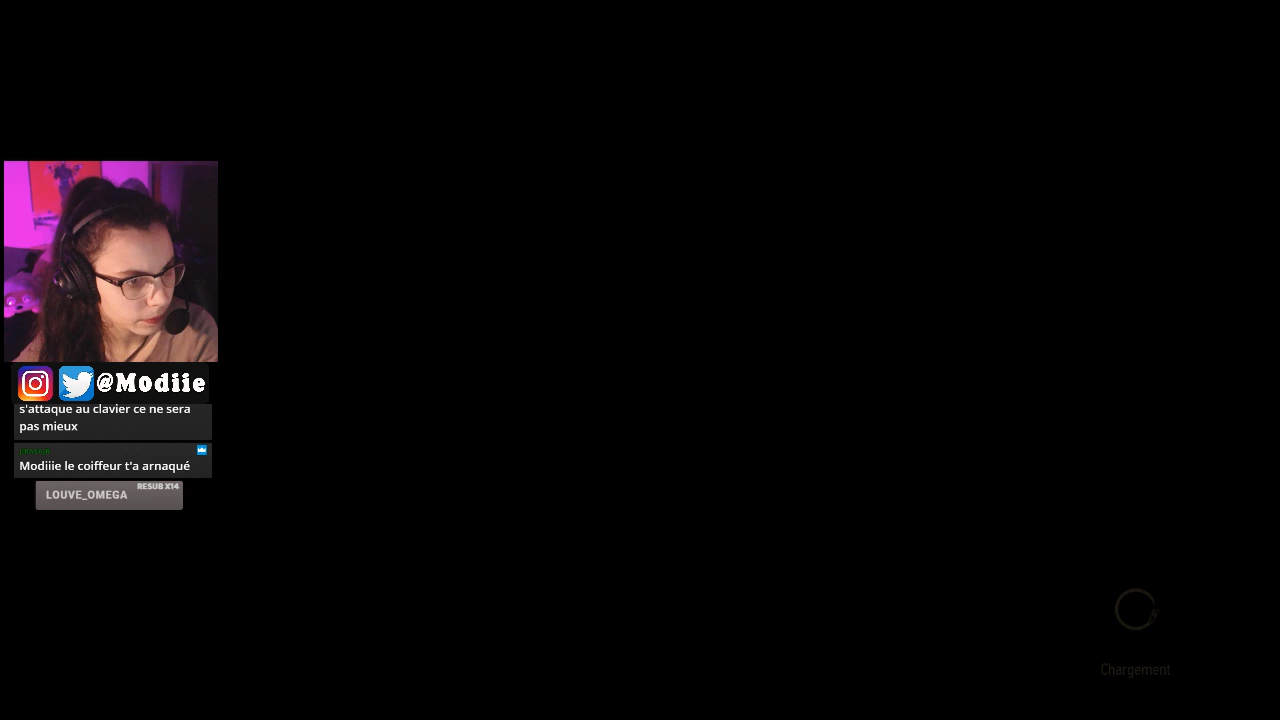 @Modiie
s'attaque au clavier ce ne sera
pas mieux
Modiiie le coiffeur t'a arnaqué
RESUB X14
LOUVE_OMEGA
Chargement